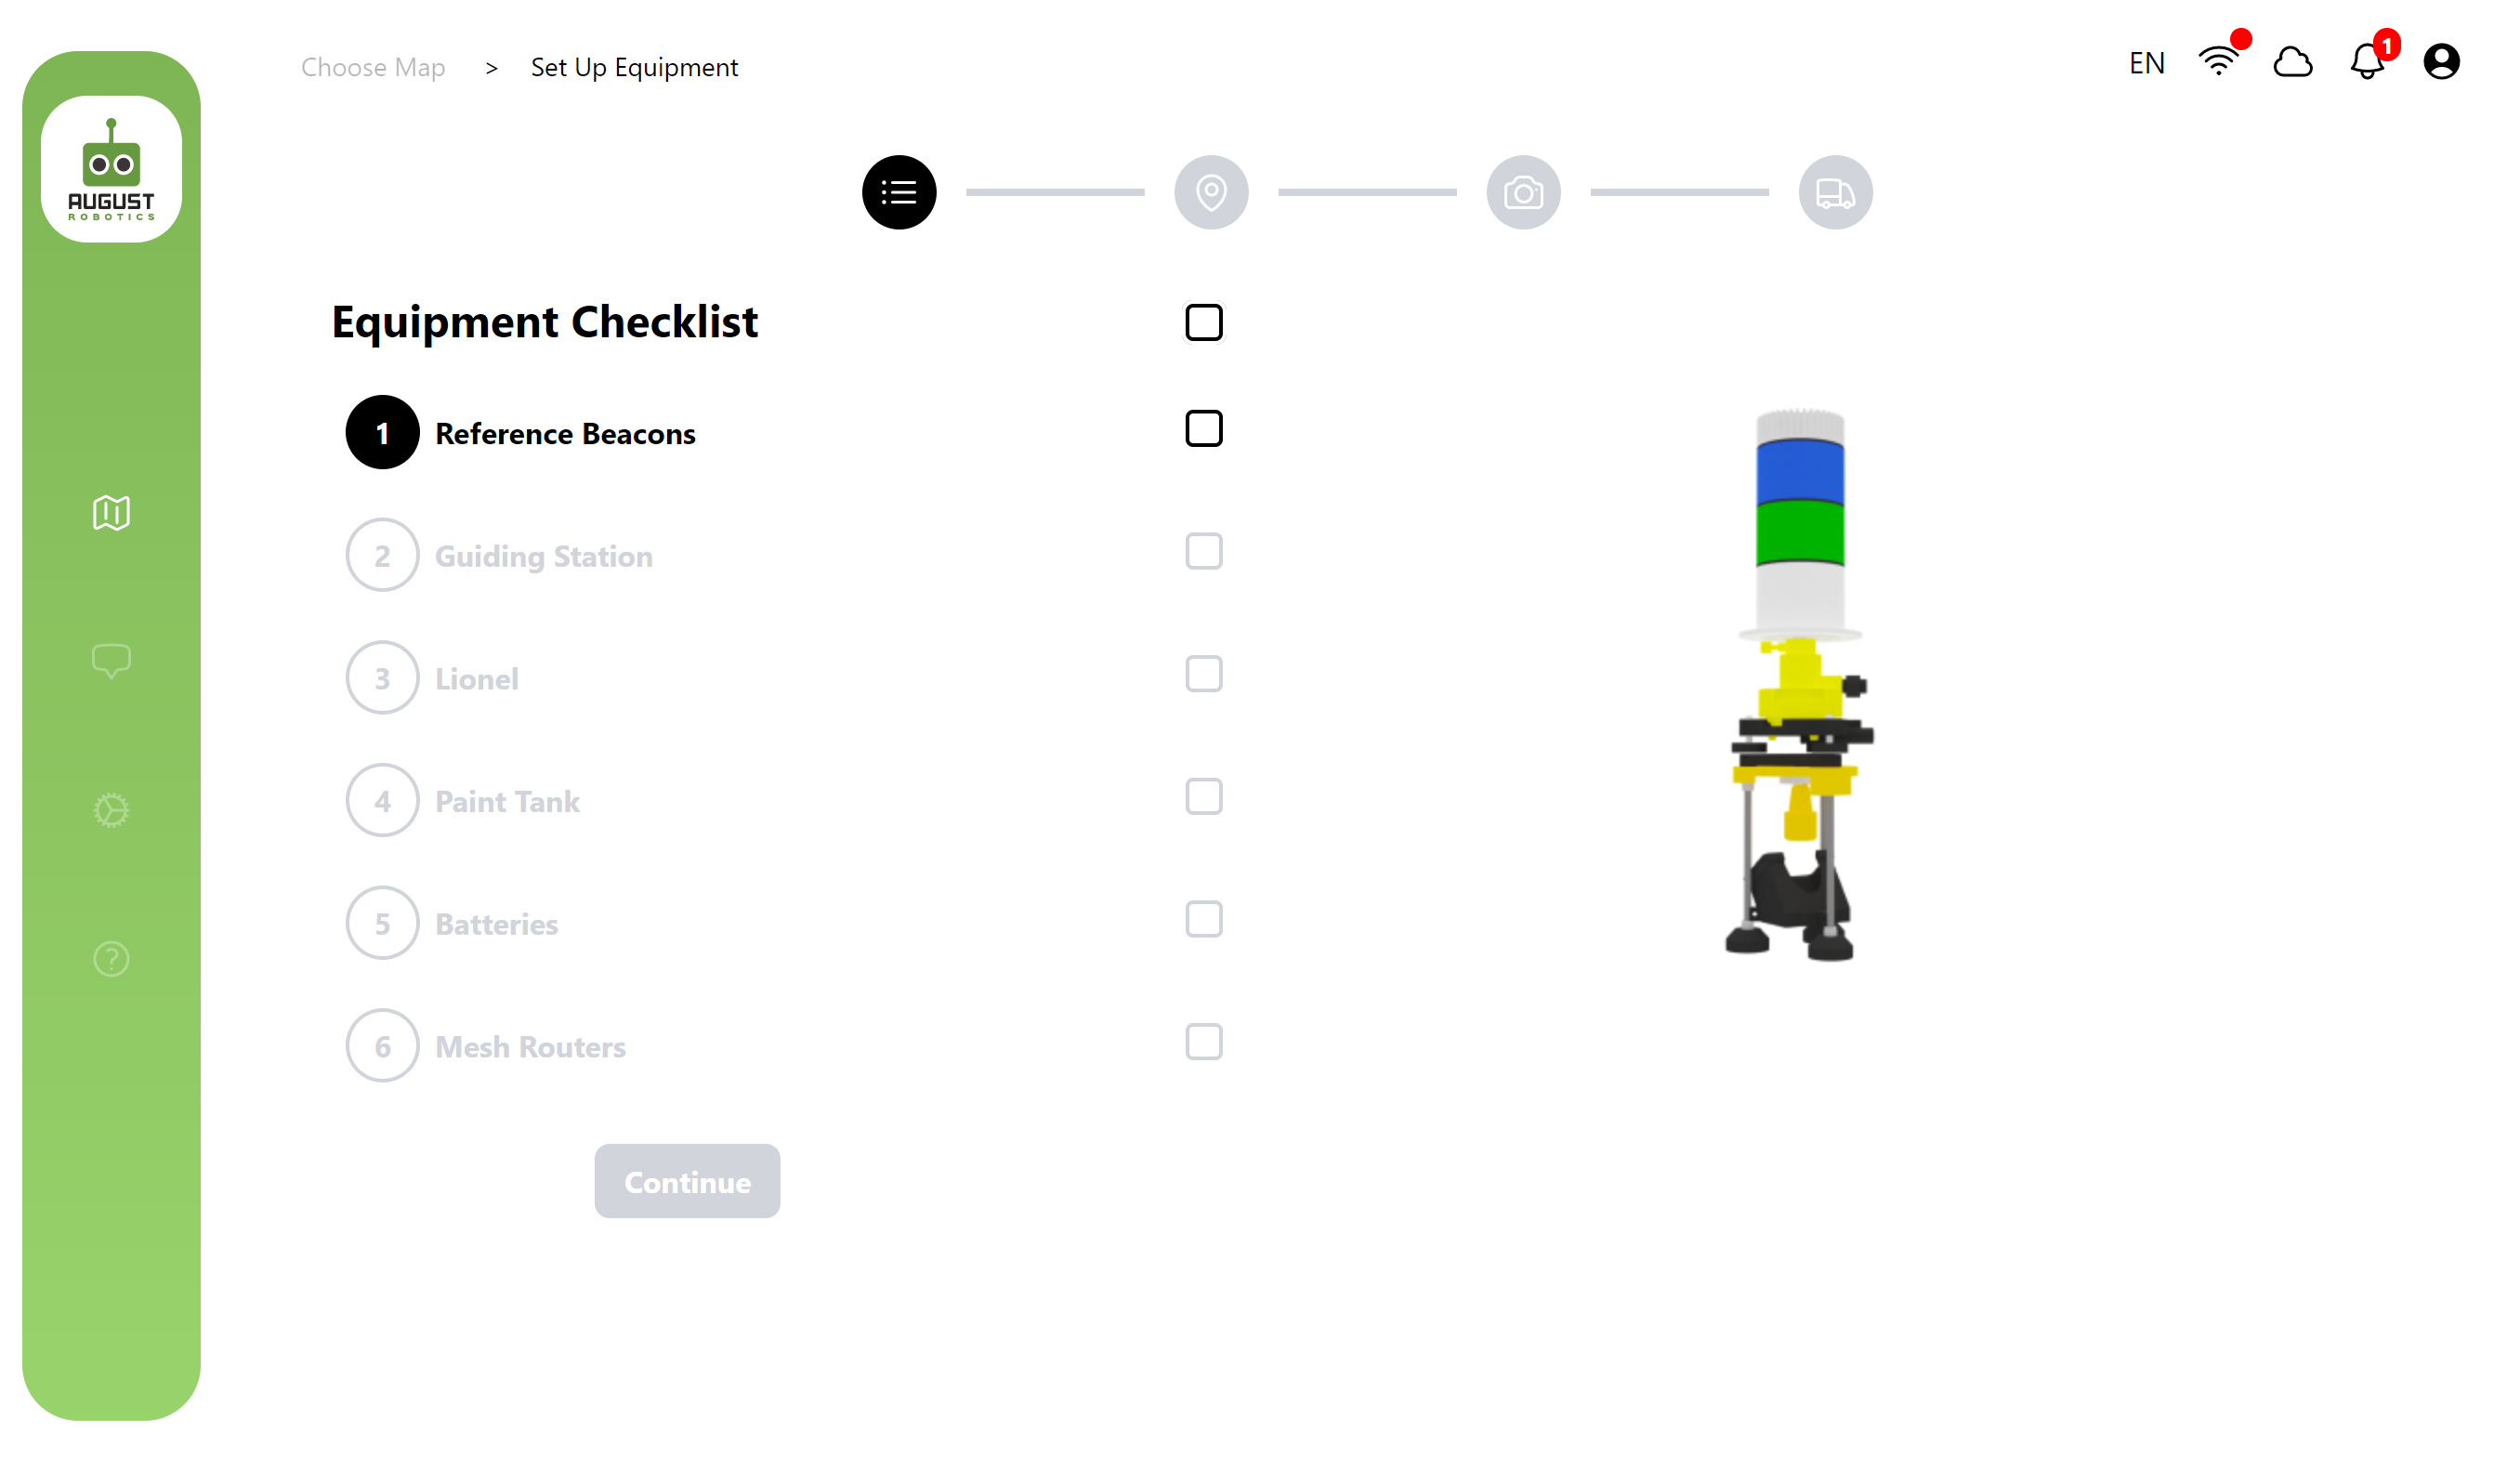 Choose Map > Set Up Equipment
EN
1
AUGUST
ROBOTICS
Equipment Checklist
1 Reference Beacons
2 Guiding Station
3 Lionel
4 Paint Tank
5 Batteries
6 Mesh Routers
Continue